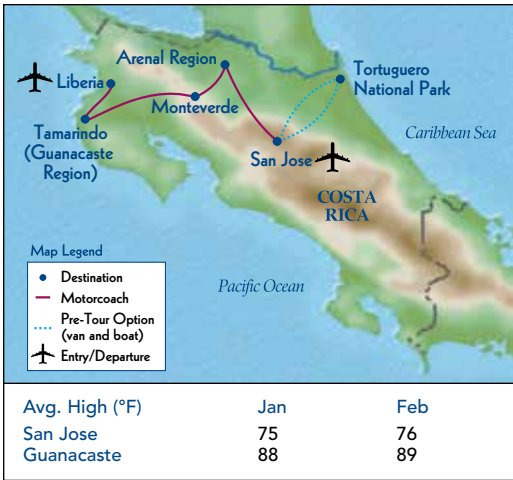 Arenal Region
Liberia
Tortuguero
National Park
Monteverde
Caribbean Sea
Tamarindo
(Guanacaste
Region)
San Jose
COSTA
RICA
Map Legend
Destination
Motorcoach
Pre-Tour Option
(van and boat)
Entry/Departure
Pacific Ocean
Avg. High (°F) Jan Feb
San Jose 75 76
Guanacaste 88 89